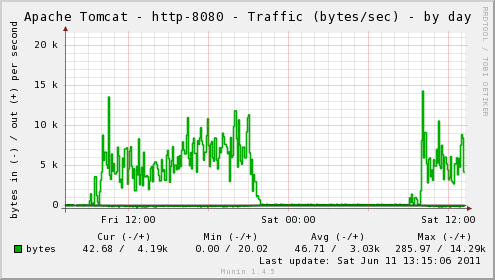 Apache Tomcat - http-8080 - Traffic (bytes/sec) - by day
RRDTOOL / TOBI OETIKER
bytes in (-) / out (+) per second
20 k
15 k
10 k
5 k
0
Fri 12:00 Sat 00:00 Sat 12:00
Cur (-/+) Min (-/+) Avg (-/+) Max (-/+)
bytes 42.68 / 4.19k 0.00 / 20.02 46.71 / 3.03k 285.97 / 14.29k
Last update: Sat Jun 11 13:15:06 2011
Munin 1.4.5